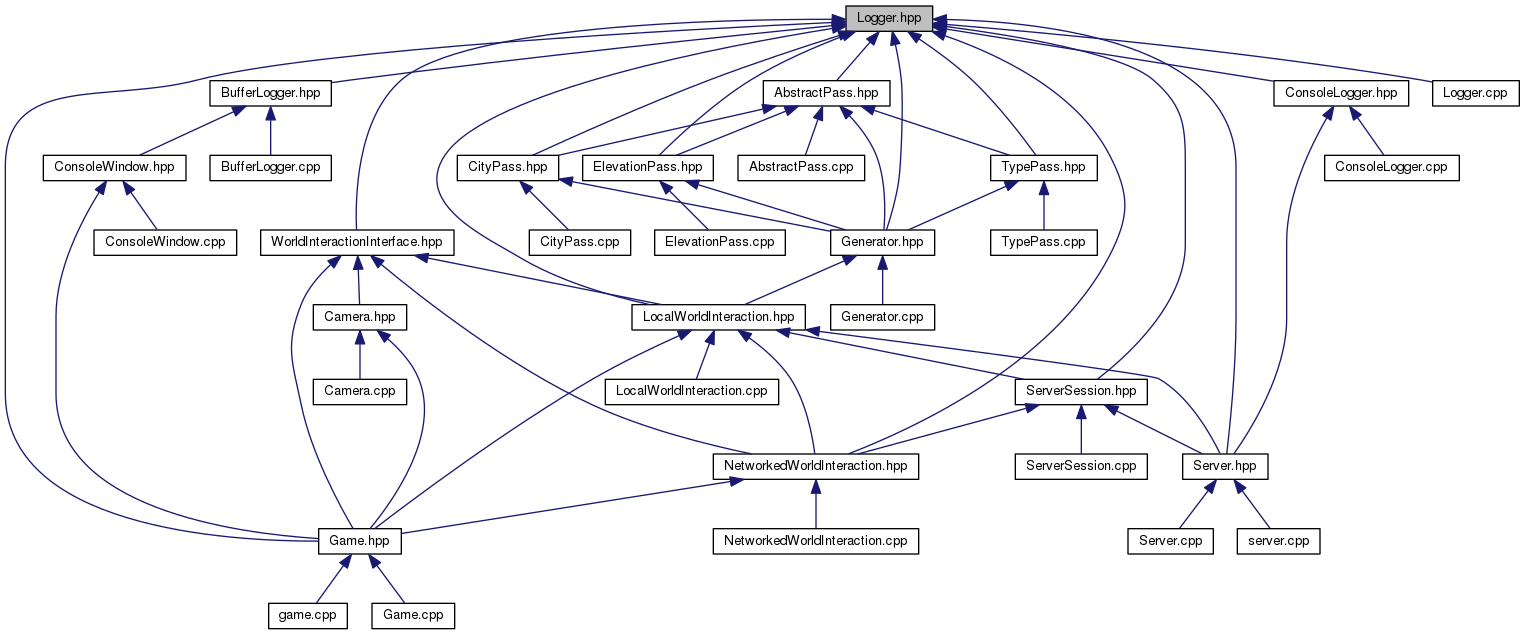 Logger.hpp
BufferLogger.hpp
AbstractPass.hpp
ConsoleLogger.hpp
Logger.cpp
ConsoleWindow.hpp
BufferLogger.cpp
CityPass.hpp
ElevationPass.hpp
AbstractPass.cpp
TypePass.hpp
ConsoleLogger.cpp
ConsoleWindow.cpp
WorldInteractionInterface.hpp
CityPass.cpp
ElevationPass.cpp
Generator.hpp
TypePass.cpp
Camera.hpp
LocalWorldInteraction.hpp
Generator.cpp
Camera.cpp
LocalWorldInteraction.cpp
ServerSession.hpp
NetworkedWorldInteraction.hpp
ServerSession.cpp
Server.hpp
Game.hpp
NetworkedWorldInteraction.cpp
Server.cpp
server.cpp
game.cpp
Game.cpp